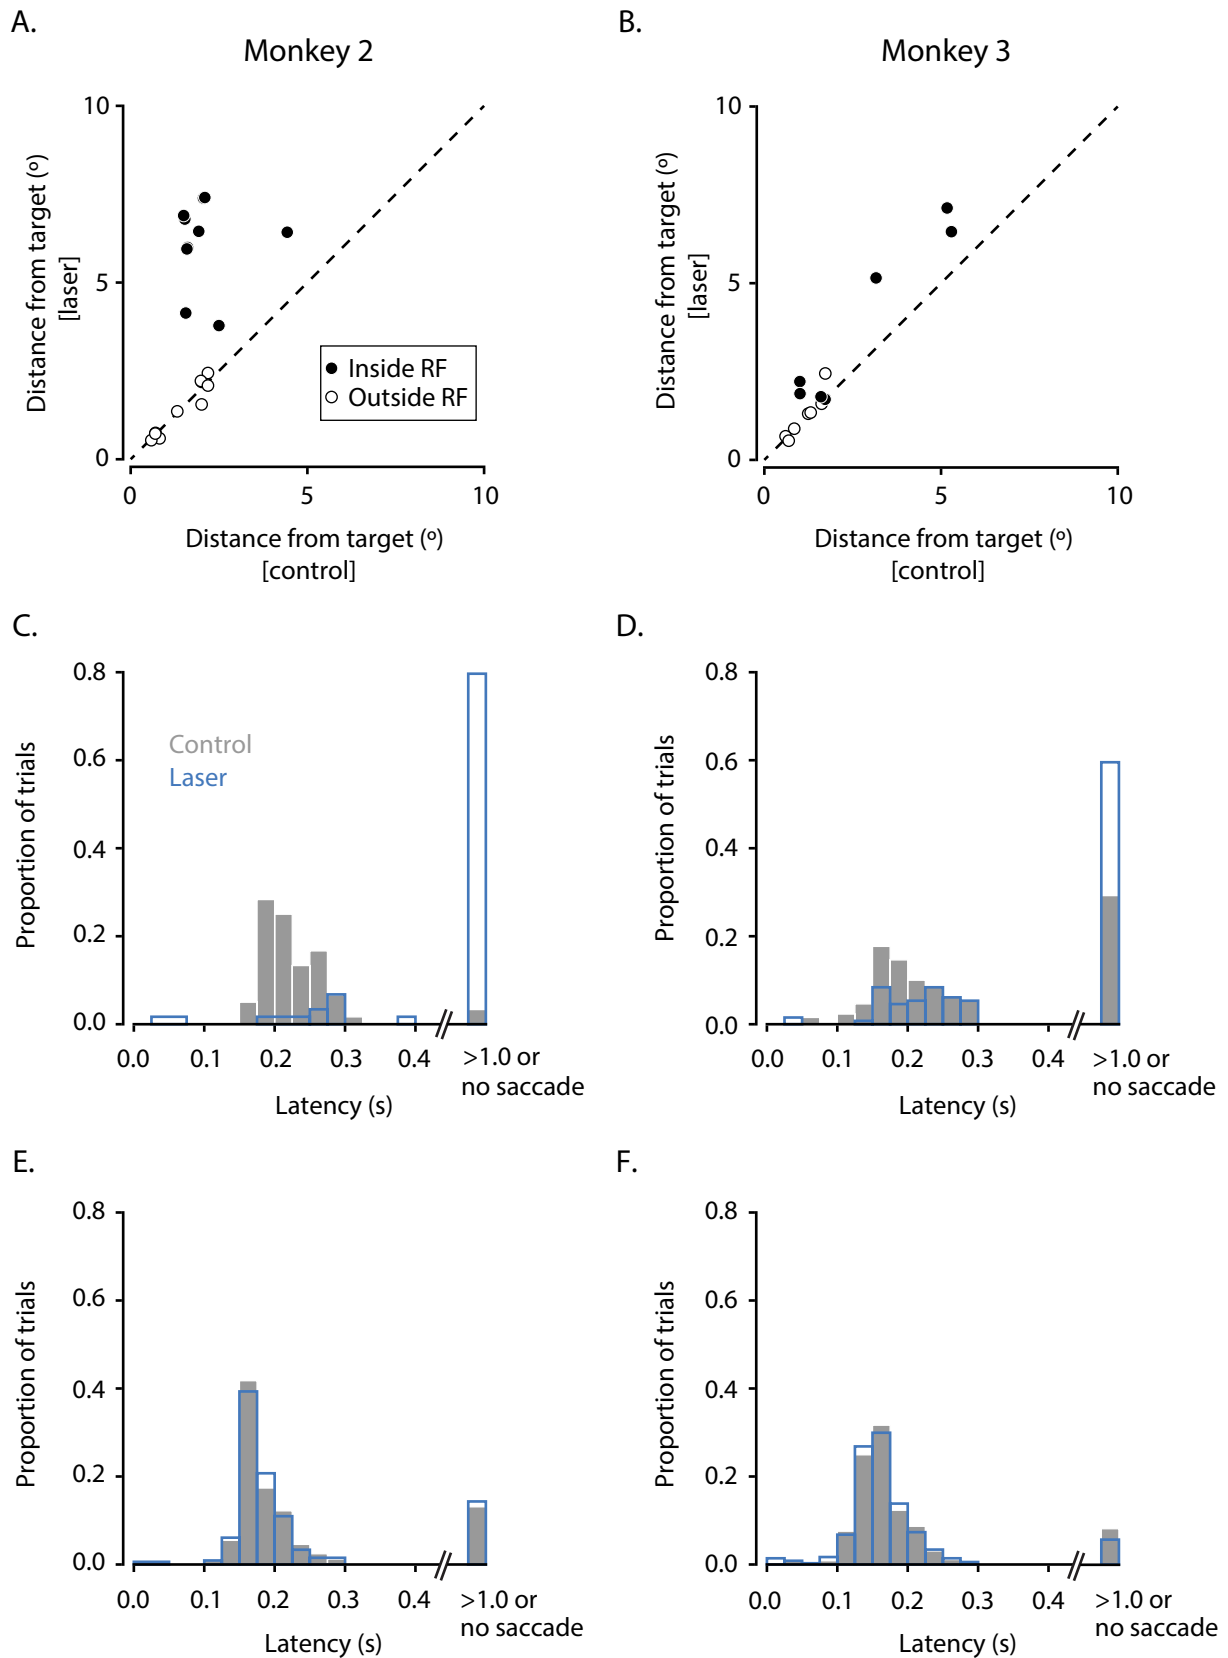 A.
B.
Monkey 2
Monkey 3
10
5
0
Distance from target (º)
[laser]
Inside RF
Outside RF
0
5
10
Distance from target (º)
[control]
10
5
0
Distance from target (º)
[laser]
0
5
10
Distance from target (º)
[control]
C.
D.
0.8
0.6
0.4
0.2
0.0
Proportion of trials
Control
Laser
0.0
0.1
0.2
0.3
0.4
>1.0 or
no saccade
Latency (s)
0.8
0.6
0.4
0.2
0.0
Proportion of trials
0.0
0.1
0.2
0.3
0.4
>1.0 or
no saccade
Latency (s)
E.
F.
0.8
0.6
0.4
0.2
0.0
Proportion of trials
0.0
0.1
0.2
0.3
0.4
>1.0 or
no saccade
Latency (s)
0.8
0.6
0.4
0.2
0.0
Proportion of trials
0.0
0.1
0.2
0.3
0.4
>1.0 or
no saccade
Latency (s)